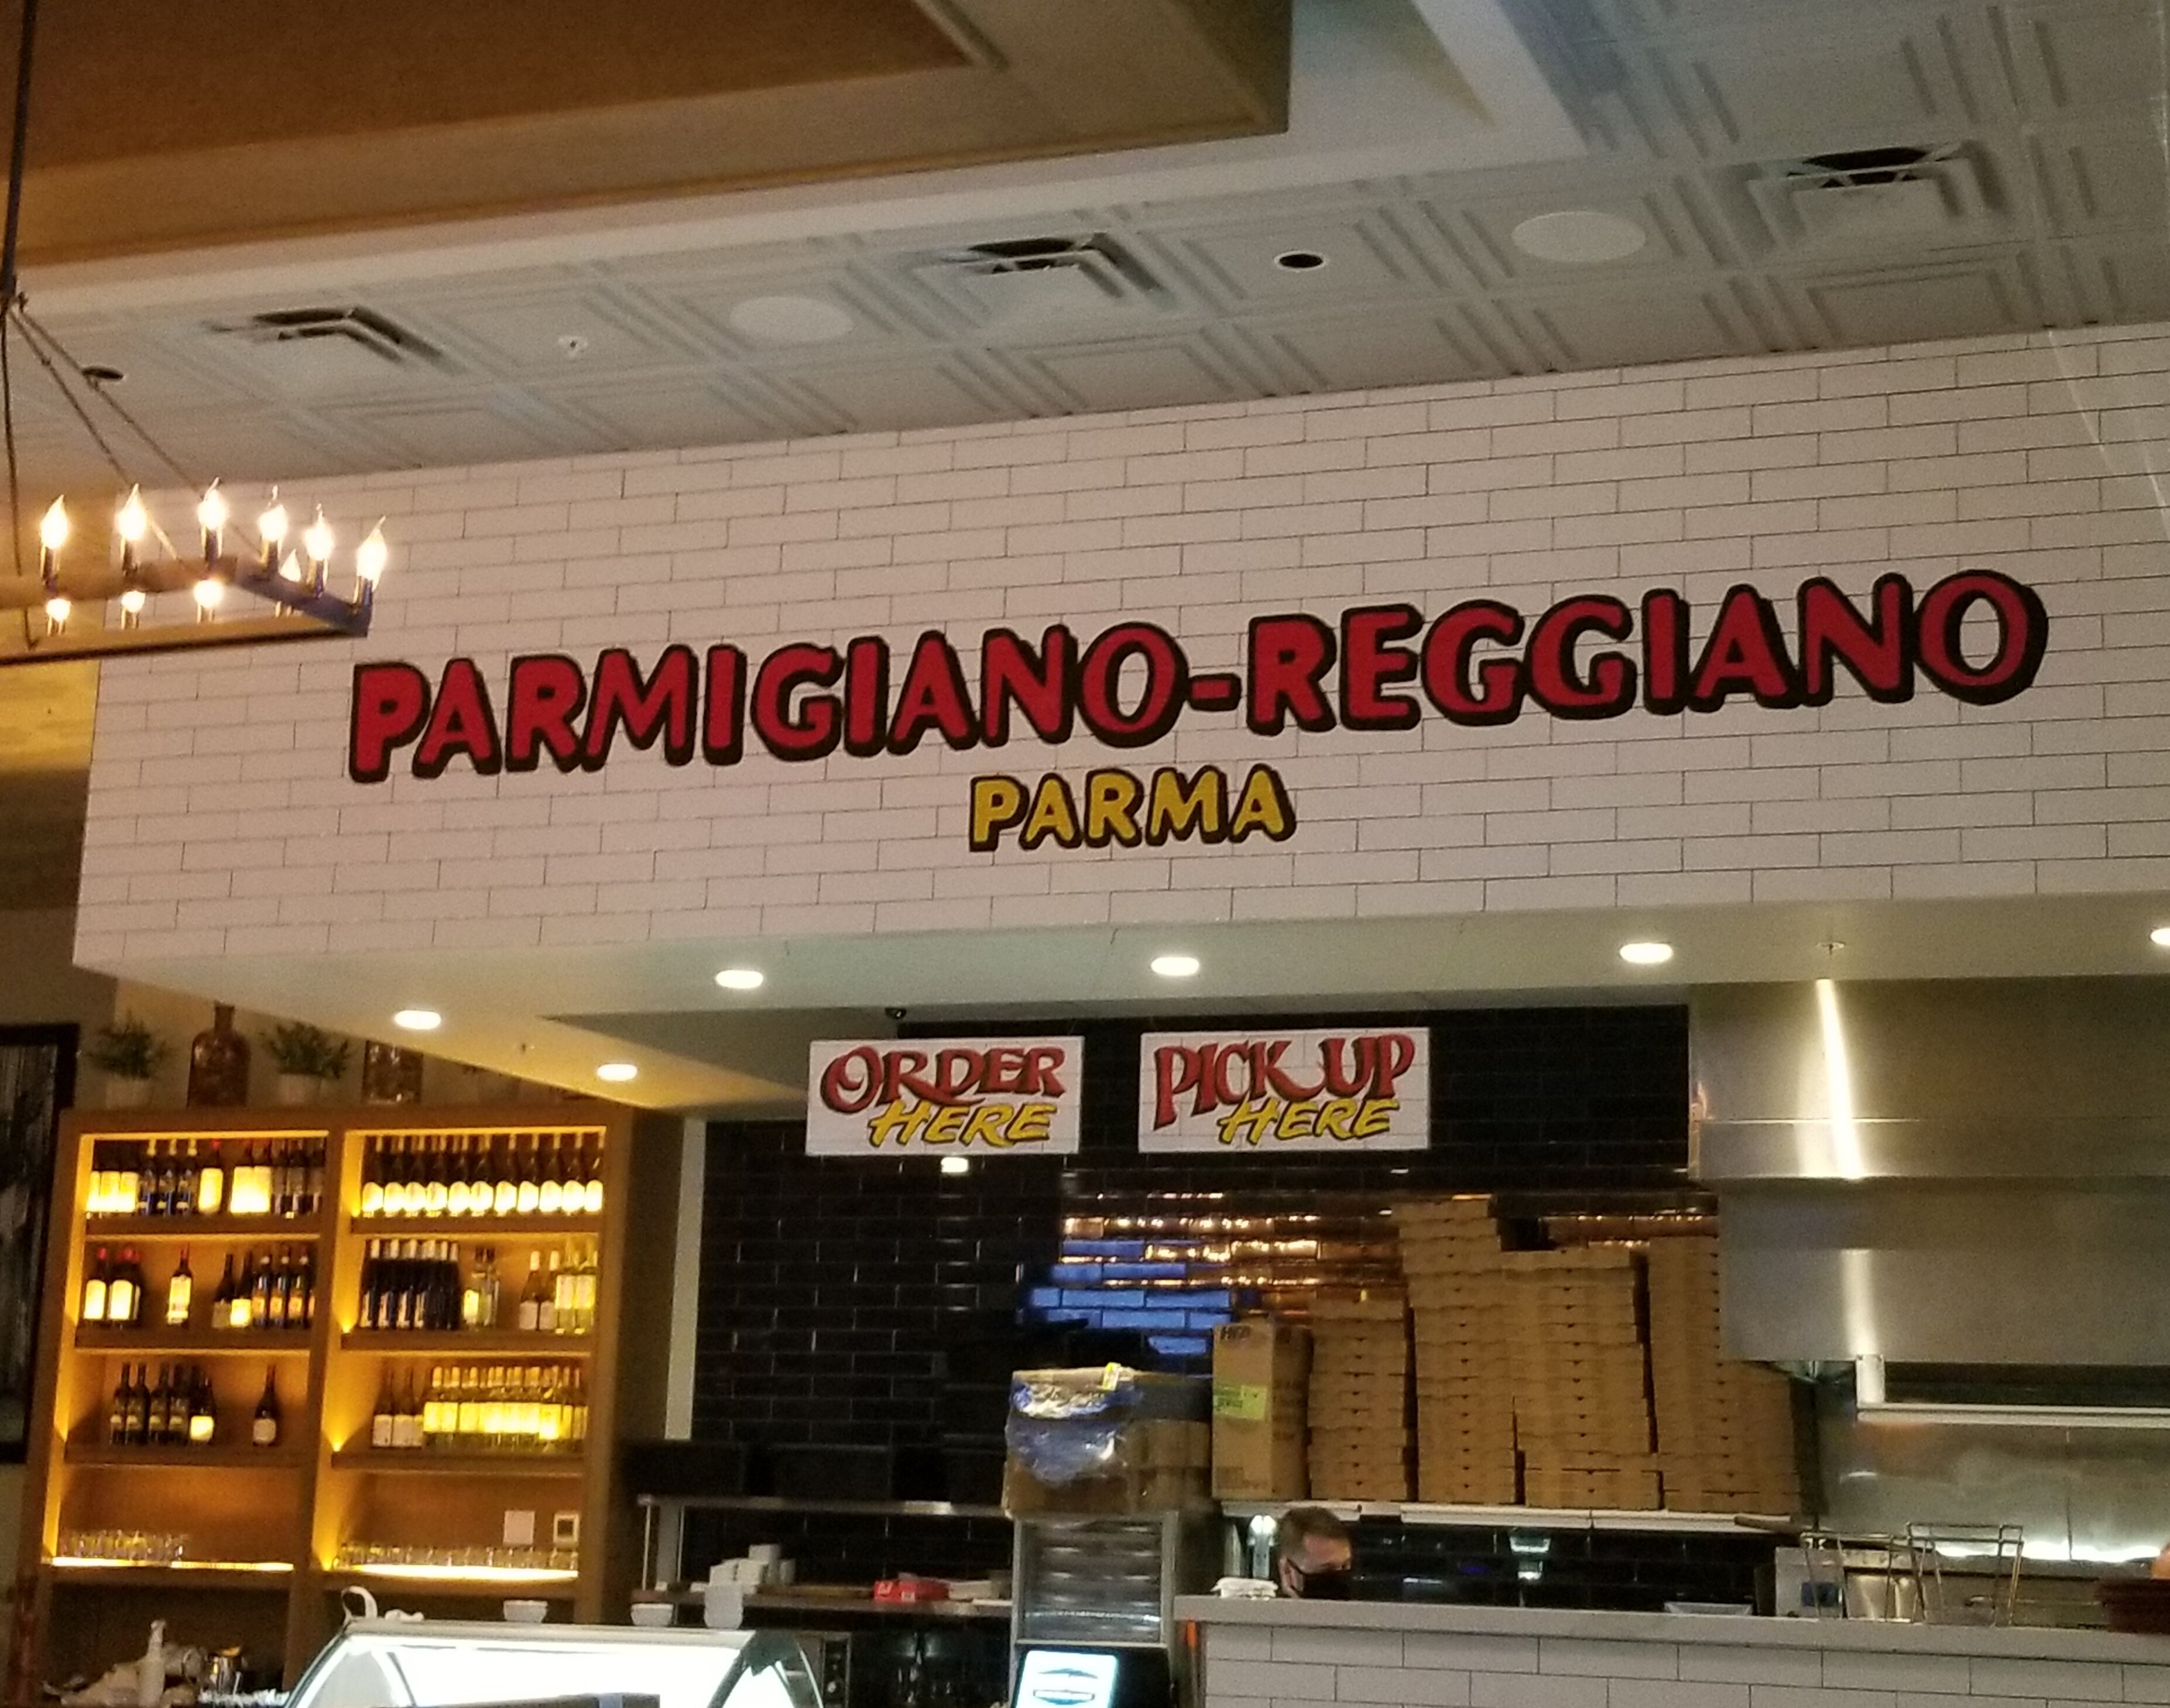 PARMIGIANO-REGGIANO
PARMA
ORDER
HERE
PICK UP
HERE